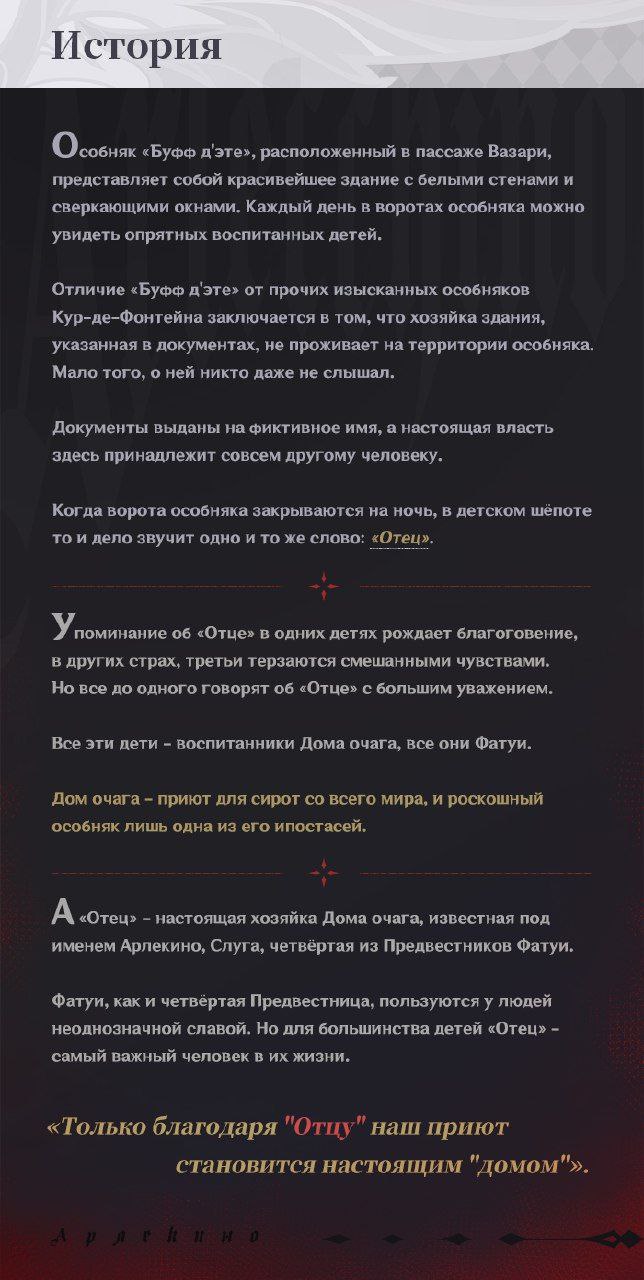 История
Особняк «Буфф д'эте», расположенный в пассаже Вазари,
представляет собой красивейшее здание с белыми стенами и
сверкающими окнами. Каждый день в воротах особняка можно
увидеть опрятных воспитанных детей.
Отличие «Буфф д'эте» от прочих изысканных особняков
Кур-де-Фонтейна заключается в том, что хозяйка здания,
указанная в документах, не проживает на территории особняка.
Мало того, о ней никто даже не слышал.
Документы выданы на фиктивное имя, а настоящая власть
здесь принадлежит совсем другому человеку.
Когда ворота особняка закрываются на ночь, в детском шёпоте
то и дело звучит одно и то же слово: «Отец».
Упоминание об «Отце» в одних детях рождает благоговение,
в других страх, третьи терзаются смешанными чувствами.
Но все до одного говорят об «Отце» с большим уважением.
Все эти дети – воспитанники Дома очага, все они Фатуи.
Дом очага – приют для сирот со всего мира, и роскошный
особняк лишь одна из его ипостасей.
А «Отец» – настоящая хозяйка Дома очага, известная под
именем Арлекино, Слуга, четвёртая из Предвестников Фатуи.
Фатуи, как и четвёртая Предвестница, пользуются у людей
неоднозначной славой. Но для большинства детей «Отец» –
самый важный человек в их жизни.
«Только благодаря "Отцу" наш приют
становится настоящим "домом"».
Арлекино